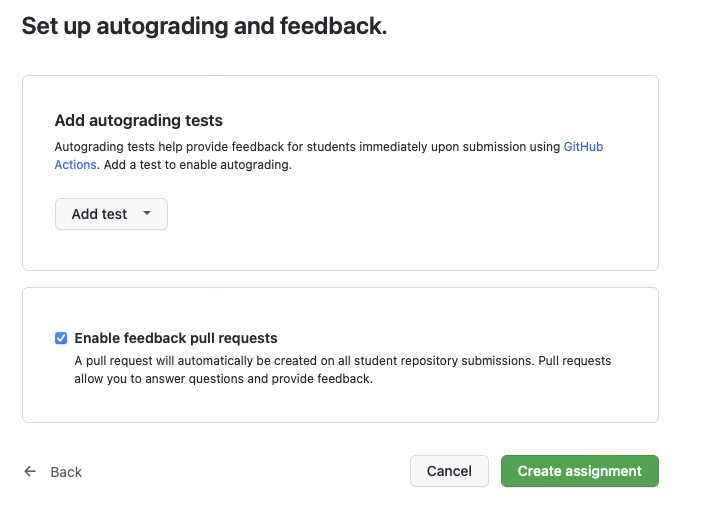 Set up autograding and feedback.
Add autograding tests
Autograding tests help provide feedback for students immediately upon submission using GitHub
Actions. Add a test to enable autograding.
Add test
Enable feedback pull requests
A pull request will automatically be created on all student repository submissions. Pull requests
allow you to answer questions and provide feedback.
Back
Cancel
Create assignment